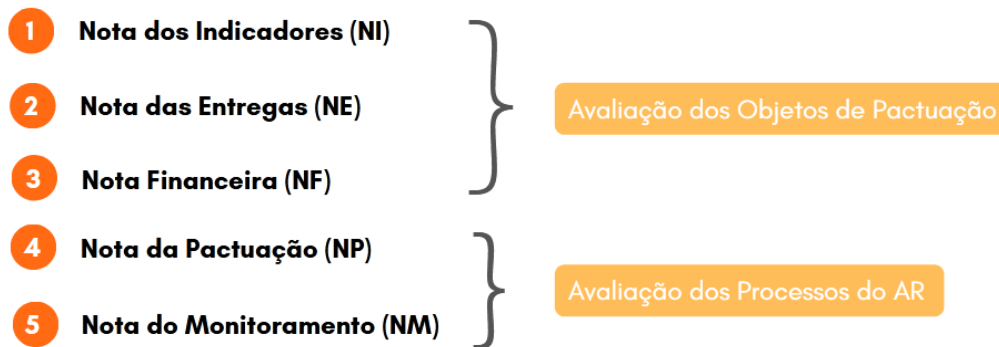 1 Nota dos Indicadores (NI)
2 Nota das Entregas (NE)
Avaliação dos Objetos de Pactuação
3 Nota Financeira (NF)
4 Nota da Pactuação (NP)
Avaliação dos Processos do AR
5 Nota do Monitoramento (NM)